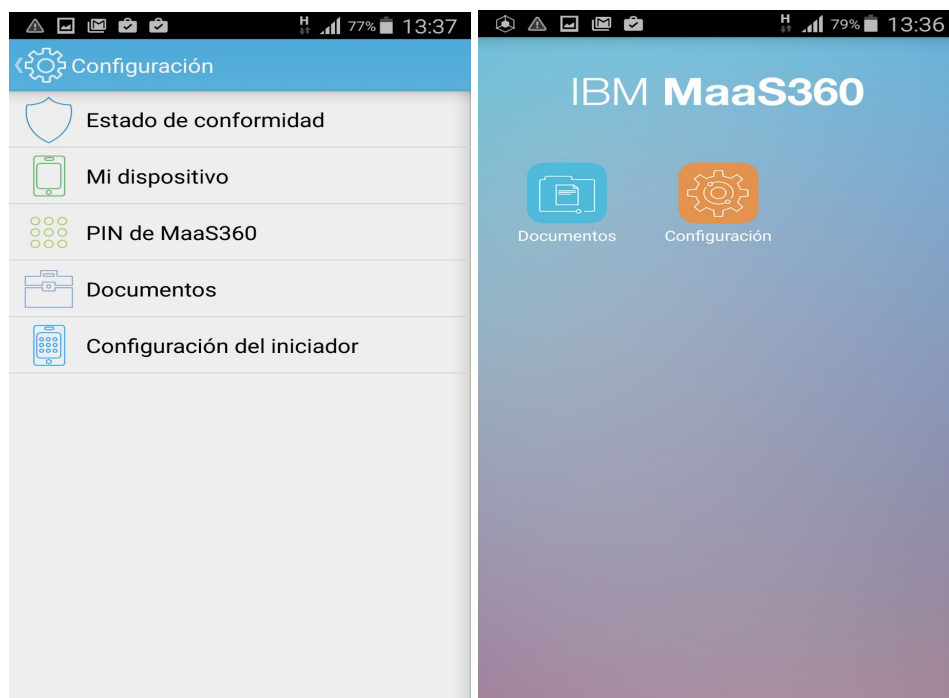 H 77% 13:37
Configuración
Estado de conformidad
Mi dispositivo
PIN de MaaS360
Documentos
Configuración del iniciador
H 79% 13:36
IBM MaaS360
Documentos
Configuración